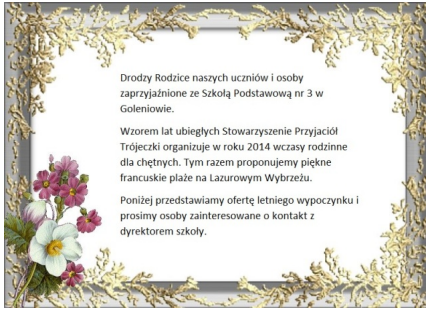 Drodzy Rodzice naszych uczniów i osoby
zaprzyjaźnione ze Szkołą Podstawową nr 3 w
Goleniowie.
Wzorem lat ubiegłych Stowarzyszenie Przyjaciół
Trójeczki organizuje w roku 2014 wczasy rodzinne
dla chętnych. Tym razem proponujemy piękne
francuskie plaże na Lazurowym Wybrzeżu.
Poniżej przedstawiamy ofertę letniego wypoczynku i
prosimy osoby zainteresowane o kontakt z
dyrektorem szkoły.